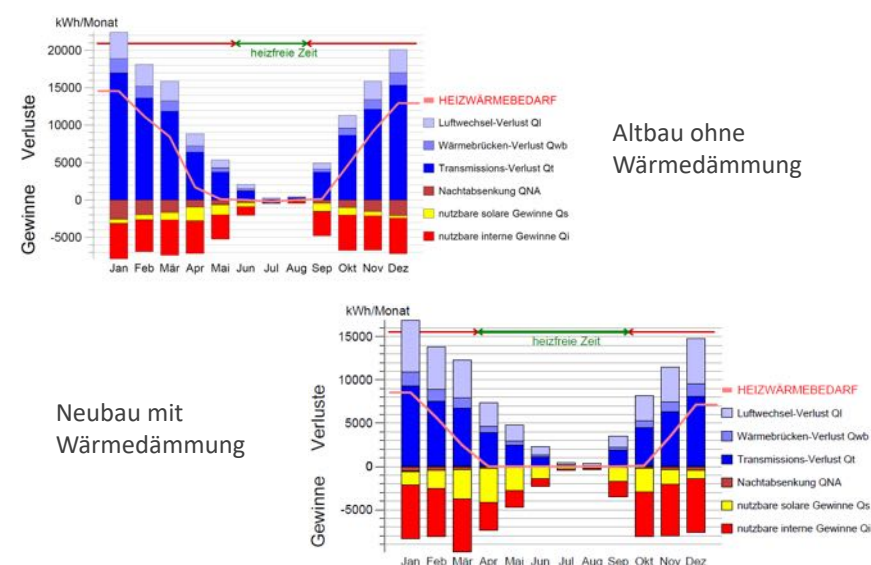 kWh/Monat
20000
15000
10000
5000
0
-5000
Verluste
Gewinne
heizfreie Zeit
Jan Feb Mär Apr Mai Jun Jul Aug Sep Okt Nov Dez
HEIZWÄRMEBEDARF
Luftwechsel-Verlust Ql
Wärmebrücken-Verlust Qwb
Transmissions-Verlust Qt
Nachtabsenkung QNA
nutzbare solare Gewinne Qs
nutzbare interne Gewinne Qi
Altbau ohne
Wärmedämmung
Neubau mit
Wärmedämmung
kWh/Monat
15000
10000
5000
0
-5000
Verluste
Gewinne
heizfreie Zeit
Jan Feb Mär Apr Mai Jun Jul Aug Sep Okt Nov Dez
HEIZWÄRMEBEDARF
Luftwechsel-Verlust Ql
Wärmebrücken-Verlust Qwb
Transmissions-Verlust Qt
Nachtabsenkung QNA
nutzbare solare Gewinne Qs
nutzbare interne Gewinne Qi